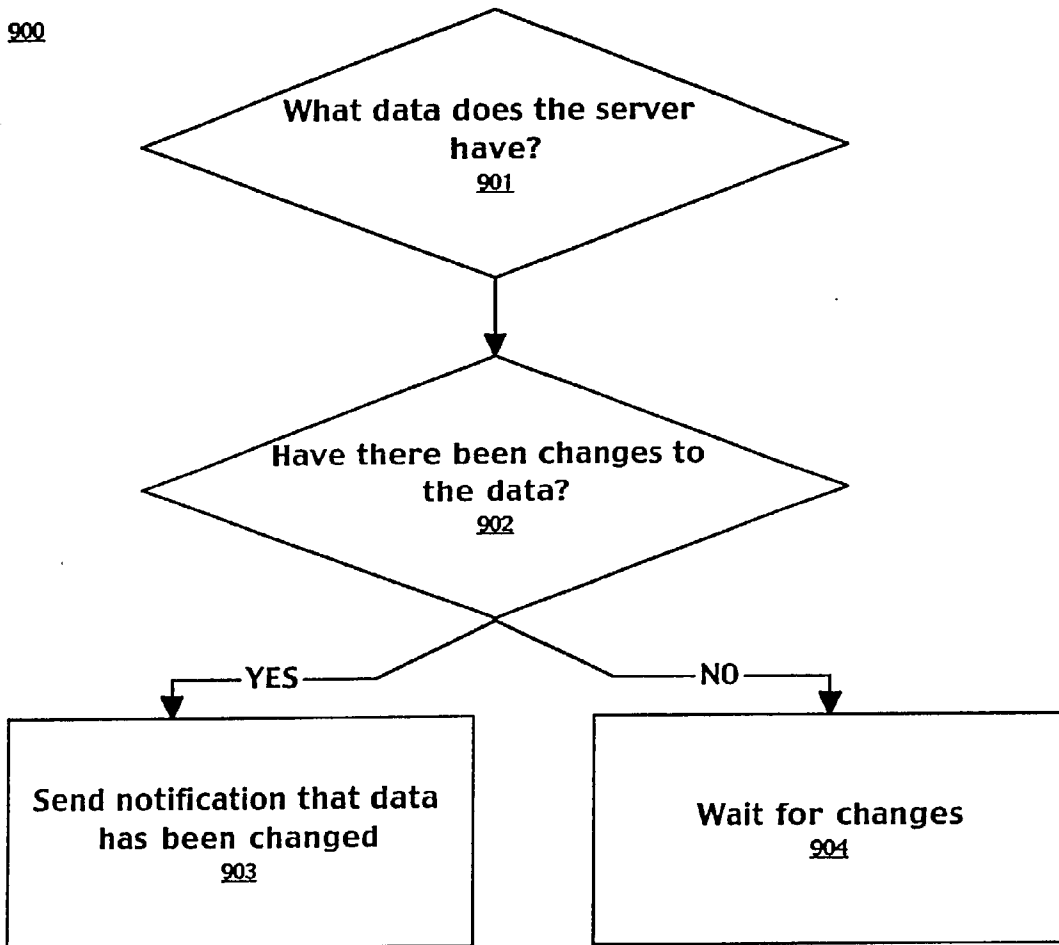 900
What data does the server
have?
901
Have there been changes to
the data?
902
YES
NO
Send notification that data
has been changed
903
Wait for changes
904